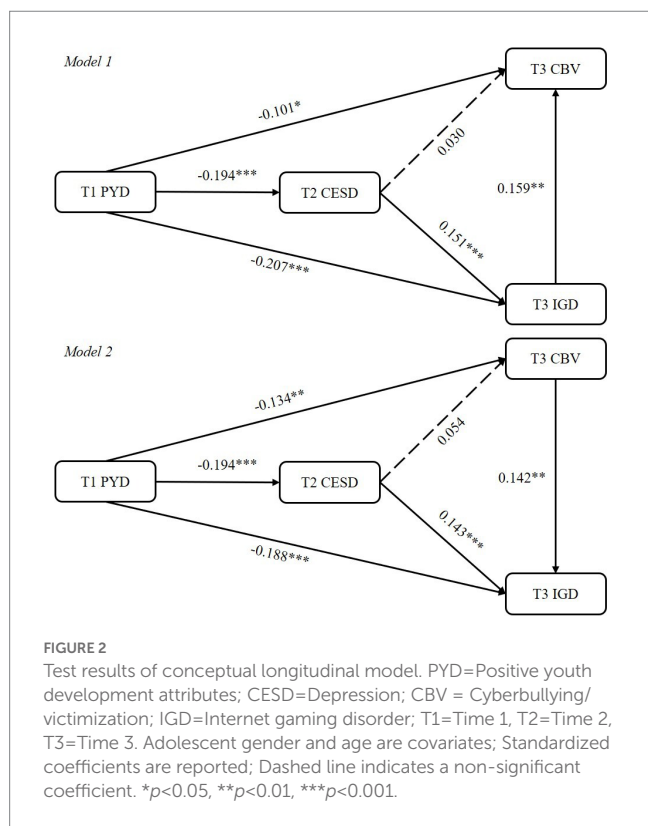 Model 1
T3 CBV
-0.101*
0.030
T1 PYD
-0.194***
T2 CESD
0.159**
0.151***
-0.207***
T3 IGD
Model 2
T3 CBV
-0.134**
0.054
T1 PYD
-0.194***
T2 CESD
0.142**
0.143***
-0.188***
T3 IGD
FIGURE 2
Test results of conceptual longitudinal model. PYD=Positive youth
development attributes; CESD=Depression; CBV = Cyberbullying/
victimization; IGD=Internet gaming disorder; T1=Time 1, T2=Time 2,
T3=Time 3. Adolescent gender and age are covariates; Standardized
coefficients are reported; Dashed line indicates a non-significant
coefficient. *p<0.05, **p<0.01, ***p<0.001.